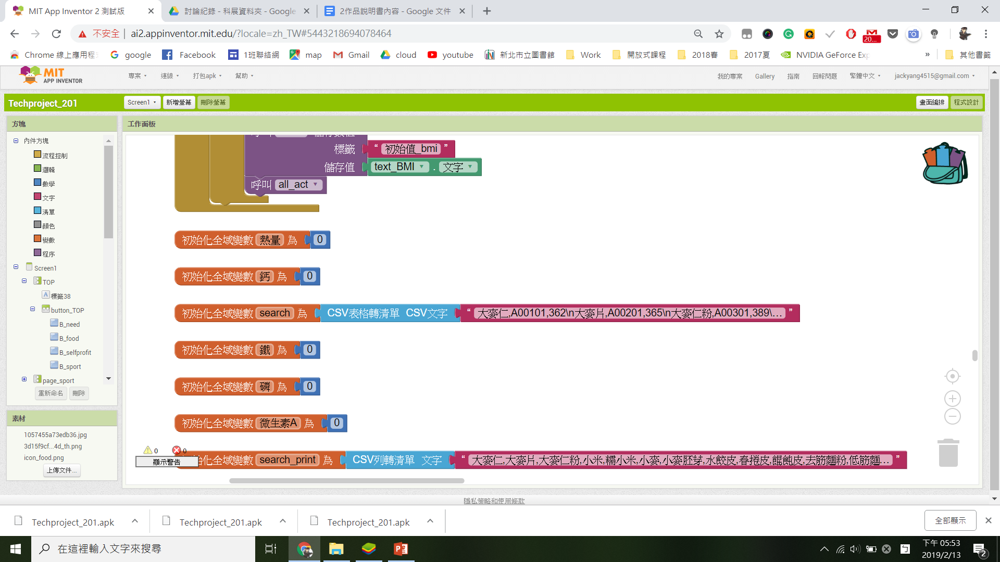 MIT App Inventor 2 測試版
討論紀錄 - 科展資料夾 - Google
2作品說明書內容 - Google 文件
不安全 | ai2.appinventor.mit.edu/?locale=zh_TW#5443218694078464
20...
Chrome 線上應用程
google
Facebook
1班聯絡網
map
Gmail
cloud
youtube
新北市立圖書館
Work
開放式課程
2018春
2017夏
NVIDIA GeForce Exp
»
其他書籤
MIT
APP INVENTOR
專案
連線
打包apk
幫助
我的專案
Gallery
指南
回報問題
繁體中文
jackyang4515@gmail.com
Techproject_201
Screen1
新增螢幕
刪除螢幕
畫面編排
程式設計
方塊
工作面板
內件方塊
流程控制
邏輯
數學
文字
清單
顏色
變數
程序
Screen1
TOP
標籤38
button_TOP
B_need
B_food
B_selfprofit
B_sport
page_sport
重新命名
刪除
素材
1057455a73edb36.jpg
3d15f9cf...4d_th.png
icon_food.png
上傳文件...
標籤 “ 初始值_bmi ”
儲存值 text_BMI . 文字
呼叫 all_act
初始化全域變數 熱量 為 0
初始化全域變數 鈣 為 0
初始化全域變數 search 為 CSV表格轉清單 CSV文字 “ 大麥仁,A00101,362\n大麥片,A00201,365\n大麥仁粉,A00301,389\... ”
初始化全域變數 鐵 為 0
初始化全域變數 磷 為 0
初始化全域變數 微生素A 為 0
0 0
顯示警告
始化全域變數 search_print 為 CSV列轉清單 文字 “ 大麥仁,大麥片,大麥仁粉,小米,糯小米,小麥,小麥胚芽,水餃皮,春捲皮,餛飩皮,去筋麵粉,低筋麵... ”
隱私策略和使用條款
Techproject_201.apk
Techproject_201.apk
Techproject_201.apk
全部顯示
在這裡輸入文字來搜尋
下午 05:53
2019/2/13
2